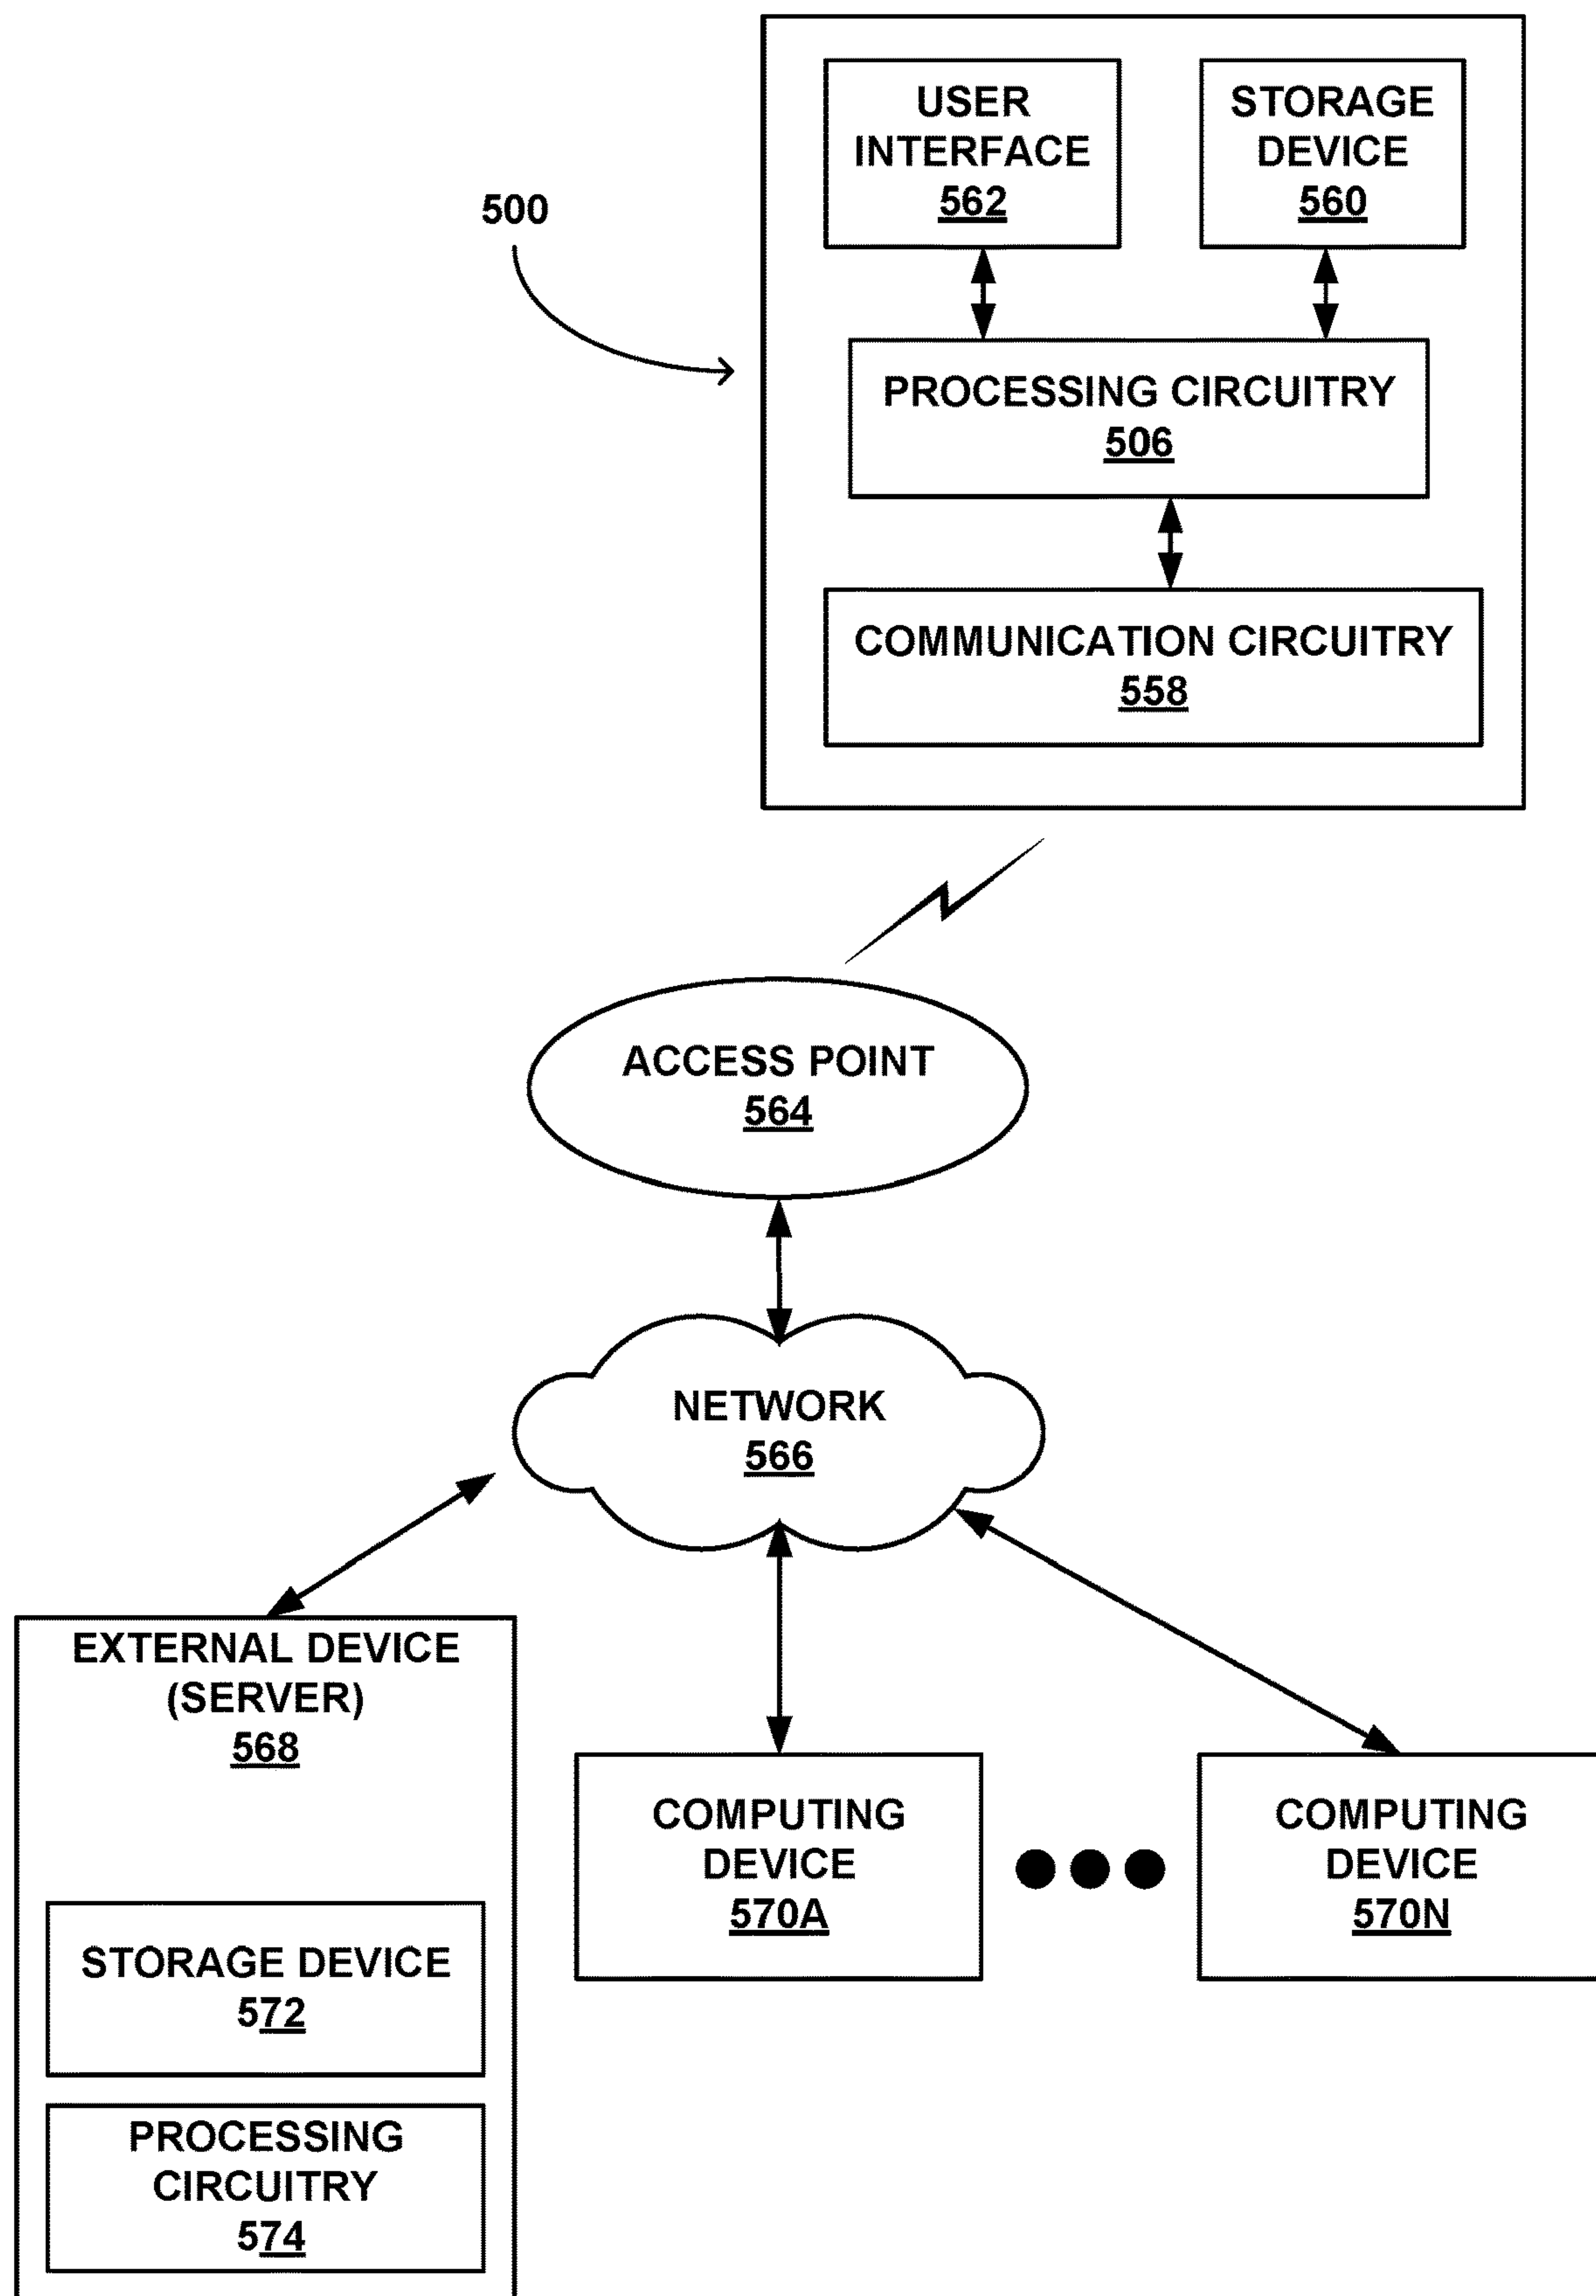 USER
INTERFACE
562
STORAGE
DEVICE
560
500
PROCESSING CIRCUITRY
506
COMMUNICATION CIRCUITRY
558
ACCESS POINT
564
NETWORK
566
EXTERNAL DEVICE
(SERVER)
568
STORAGE DEVICE
572
PROCESSING
CIRCUITRY
574
COMPUTING
DEVICE
570A
COMPUTING
DEVICE
570N